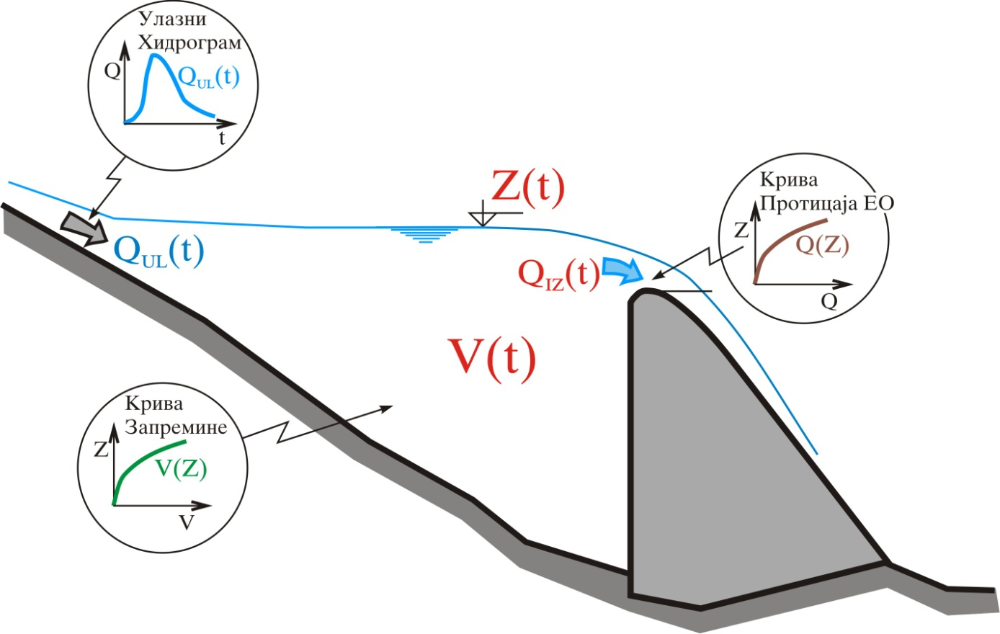 Улазни
Хидрограм
Q
Q_UL(t)
t
Z(t)
Q_UL(t)
Крива
Протицаја ЕО
Z
Q(Z)
Q
Q_IZ(t)
V(t)
Крива
Запремине
Z
V(Z)
V